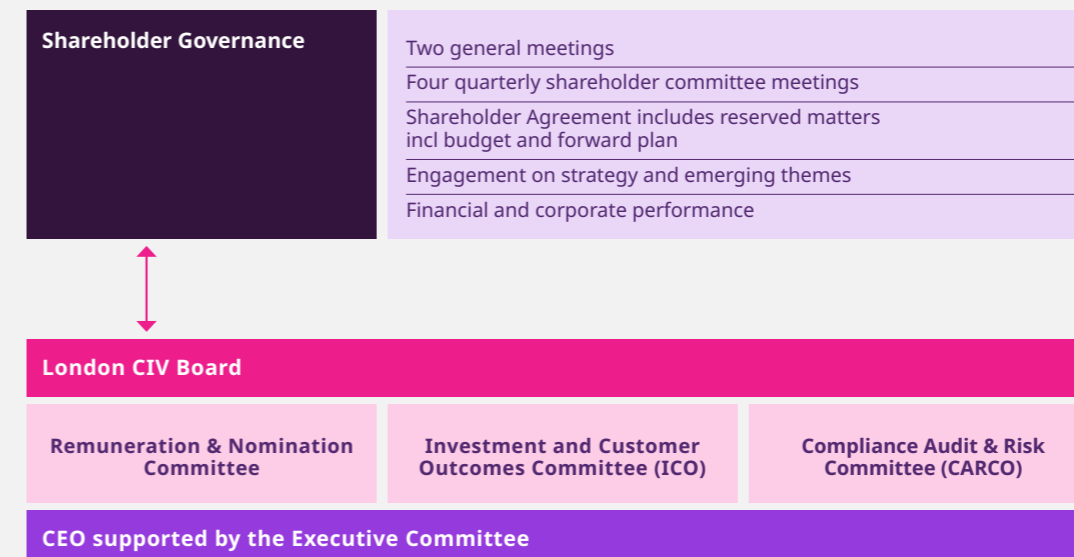 Shareholder Governance
Two general meetings
Four quarterly shareholder committee meetings
Shareholder Agreement includes reserved matters
incl budget and forward plan
Engagement on strategy and emerging themes
Financial and corporate performance
London CIV Board
Remuneration & Nomination
Committee
Investment and Customer
Outcomes Committee (ICO)
Compliance Audit & Risk
Committee (CARCO)
CEO supported by the Executive Committee